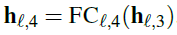 h_{ℓ,4} = FC_{ℓ,4}(h_{ℓ,3})